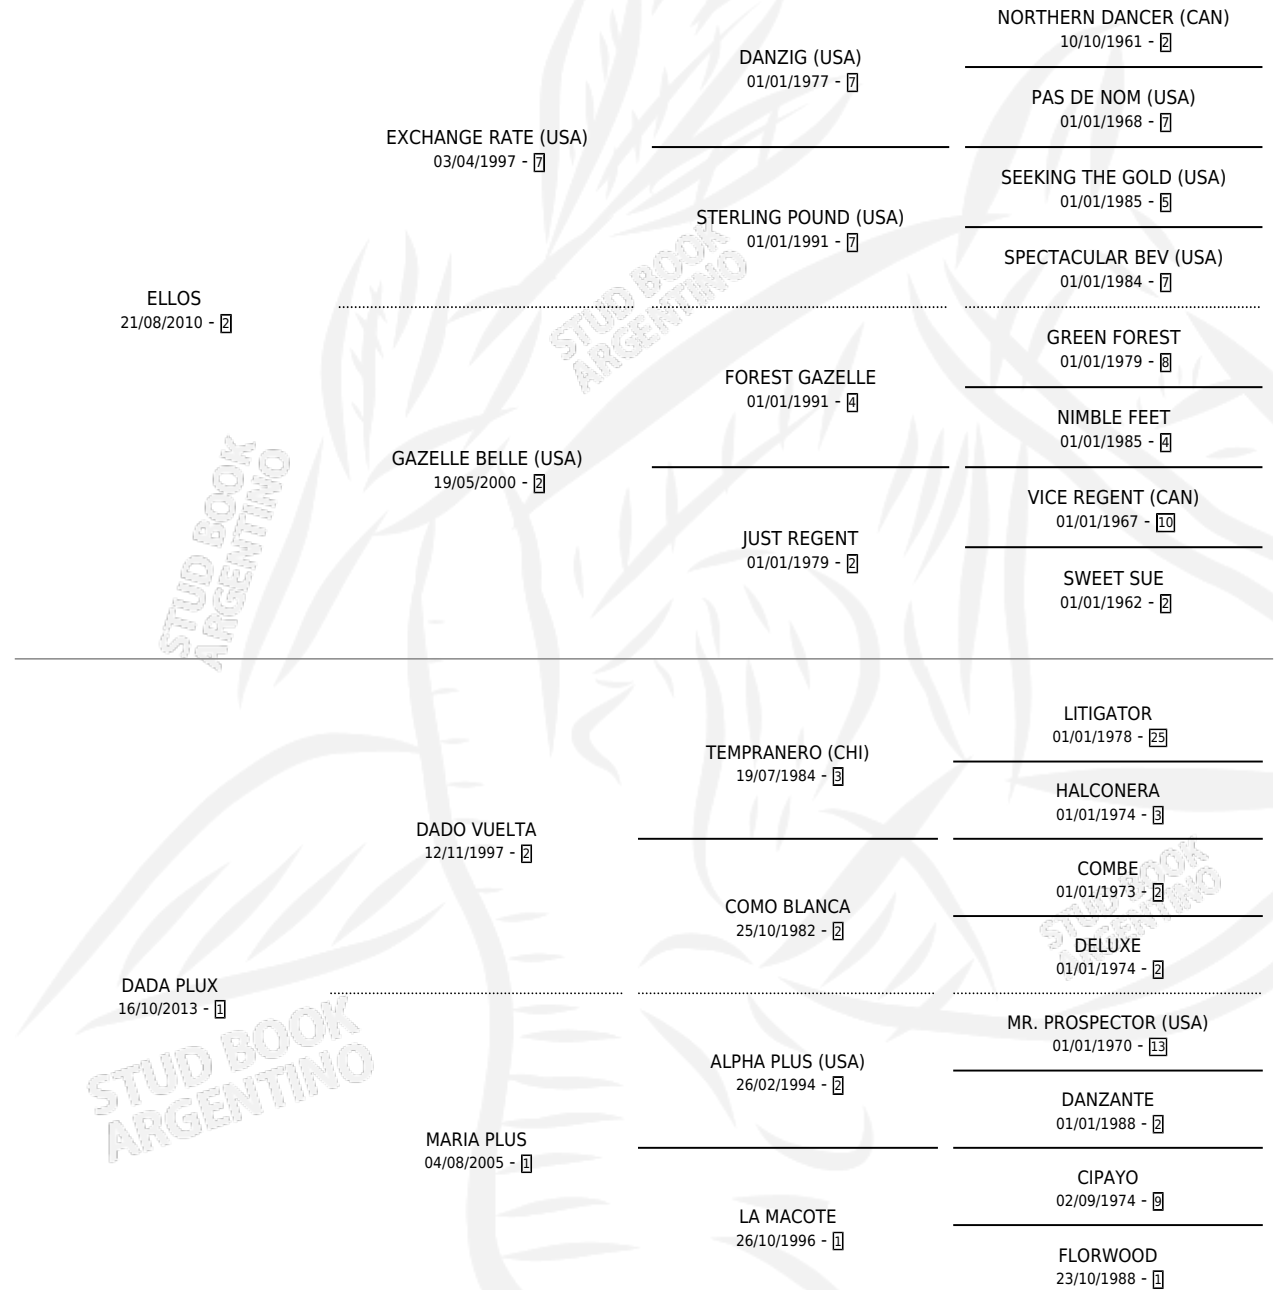 NORTHERN DANCER (CAN)
10/10/1961 - 2
DANZIG (USA)
01/01/1977 - 7
PAS DE NOM (USA)
01/01/1968 - 7
EXCHANGE RATE (USA)
03/04/1997 - 7
SEEKING THE GOLD (USA)
01/01/1985 - 5
STERLING POUND (USA)
01/01/1991 - 7
SPECTACULAR BEV (USA)
01/01/1984 - 7
ELLOS
21/08/2010 - 2
GREEN FOREST
01/01/1979 - 8
FOREST GAZELLE
01/01/1991 - 4
NIMBLE FEET
01/01/1985 - 4
GAZELLE BELLE (USA)
19/05/2000 - 2
VICE REGENT (CAN)
01/01/1967 - 10
JUST REGENT
01/01/1979 - 2
SWEET SUE
01/01/1962 - 2
LITIGATOR
01/01/1978 - 25
TEMPRANERO (CHI)
19/07/1984 - 3
HALCONERA
01/01/1974 - 3
DADO VUELTA
12/11/1997 - 2
COMBE
01/01/1973 - 2
COMO BLANCA
25/10/1982 - 2
DELUXE
01/01/1974 - 2
DADA PLUX
16/10/2013 - 1
MR. PROSPECTOR (USA)
01/01/1970 - 13
ALPHA PLUS (USA)
26/02/1994 - 2
DANZANTE
01/01/1988 - 2
MARIA PLUS
04/08/2005 - 1
CIPAYO
02/09/1974 - 9
LA MACOTE
26/10/1996 - 1
FLORWOOD
23/10/1988 - 1
STUD BOOK
ARGENTINO
STUD BOOK
ARGENTINO
STUD BOOK
ARGENTINO
STUD BOOK
ARGENTINO